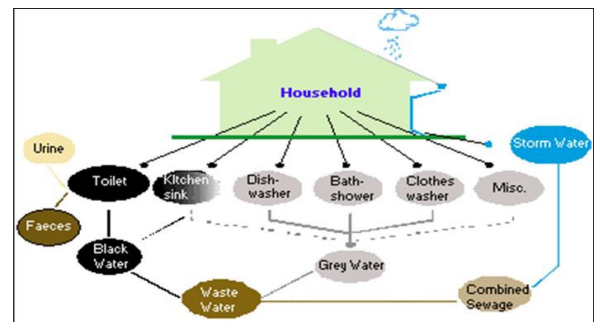 Household
Urine
Storm Water
Toilet
KItchen
sink
Dish-
washer
Bath-
shower
Clothes
washer
Misc.
Faeces
Black
Water
Grey Water
Waste
Water
Combined
Sewage